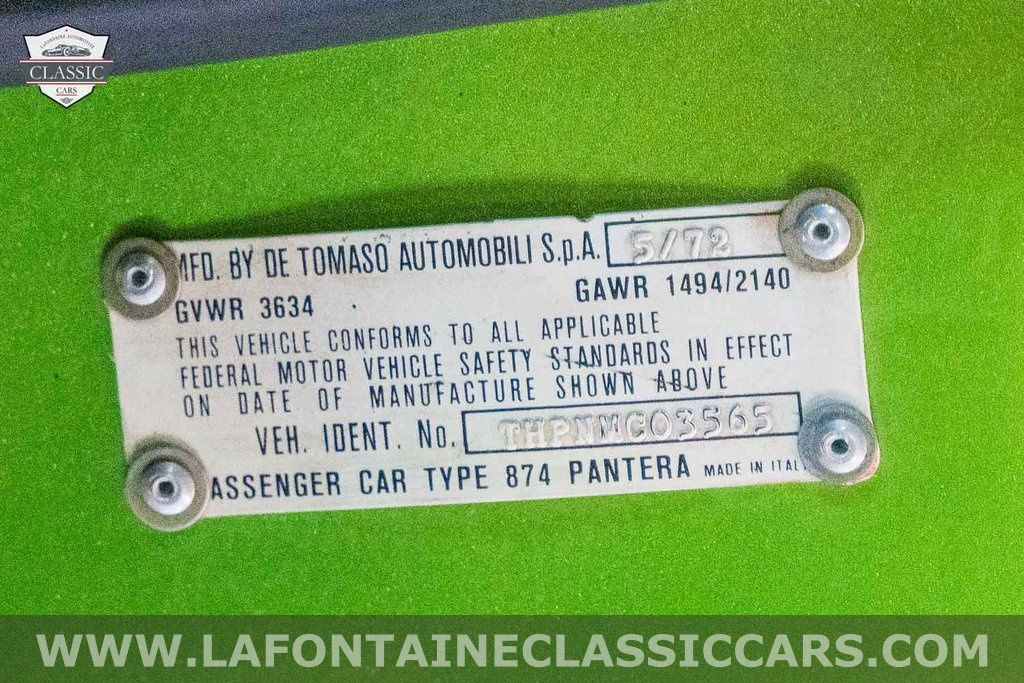 LAFONTAINE AUTOMOTIVE
CLASSIC
CARS
MFD. BY DE TOMASO AUTOMOBILI S.p.A. 5/72
GVWR 3634 GAWR 1494/2140
THIS VEHICLE CONFORMS TO ALL APPLICABLE
FEDERAL MOTOR VEHICLE SAFETY STANDARDS IN EFFECT
ON DATE OF MANUFACTURE SHOWN ABOVE
VEH. IDENT. No. THPNMC03565
ASSENGER CAR TYPE 874 PANTERA MADE IN ITAL
WWW.LAFONTAINECLASSICCARS.COM